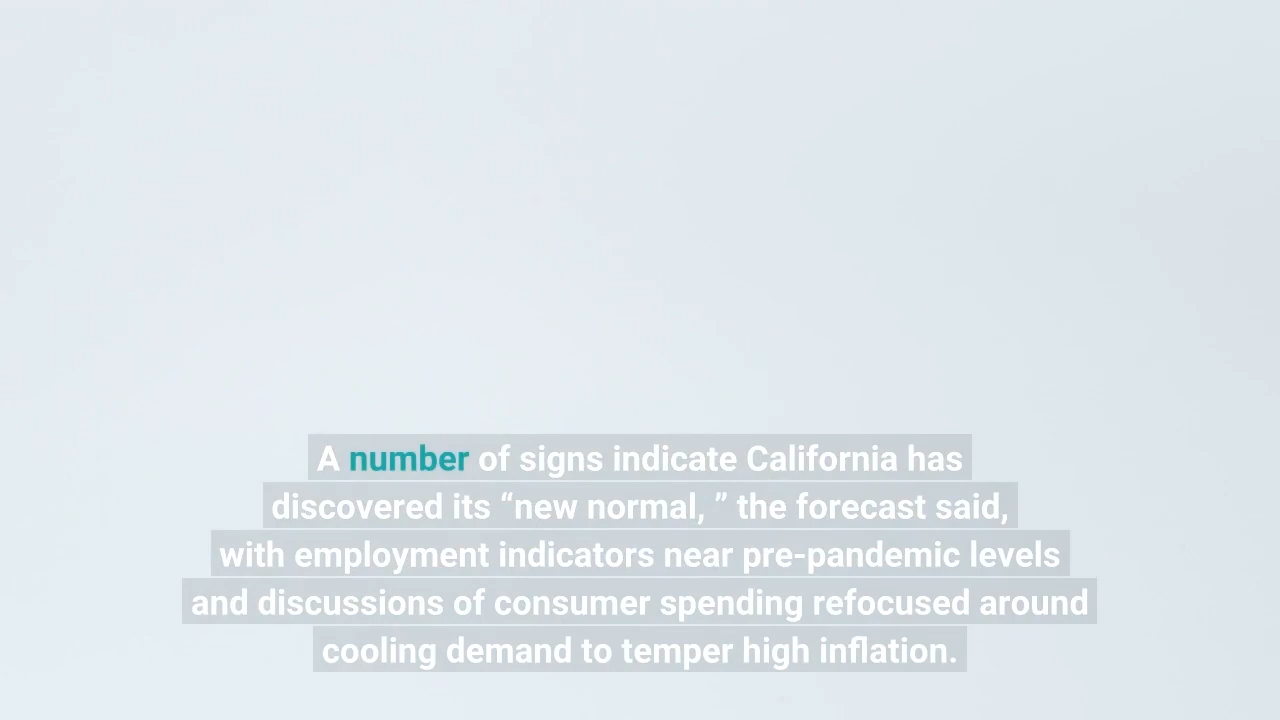 A number of signs indicate California has
discovered its “new normal, ” the forecast said,
with employment indicators near pre-pandemic levels
and discussions of consumer spending refocused around
cooling demand to temper high inflation.